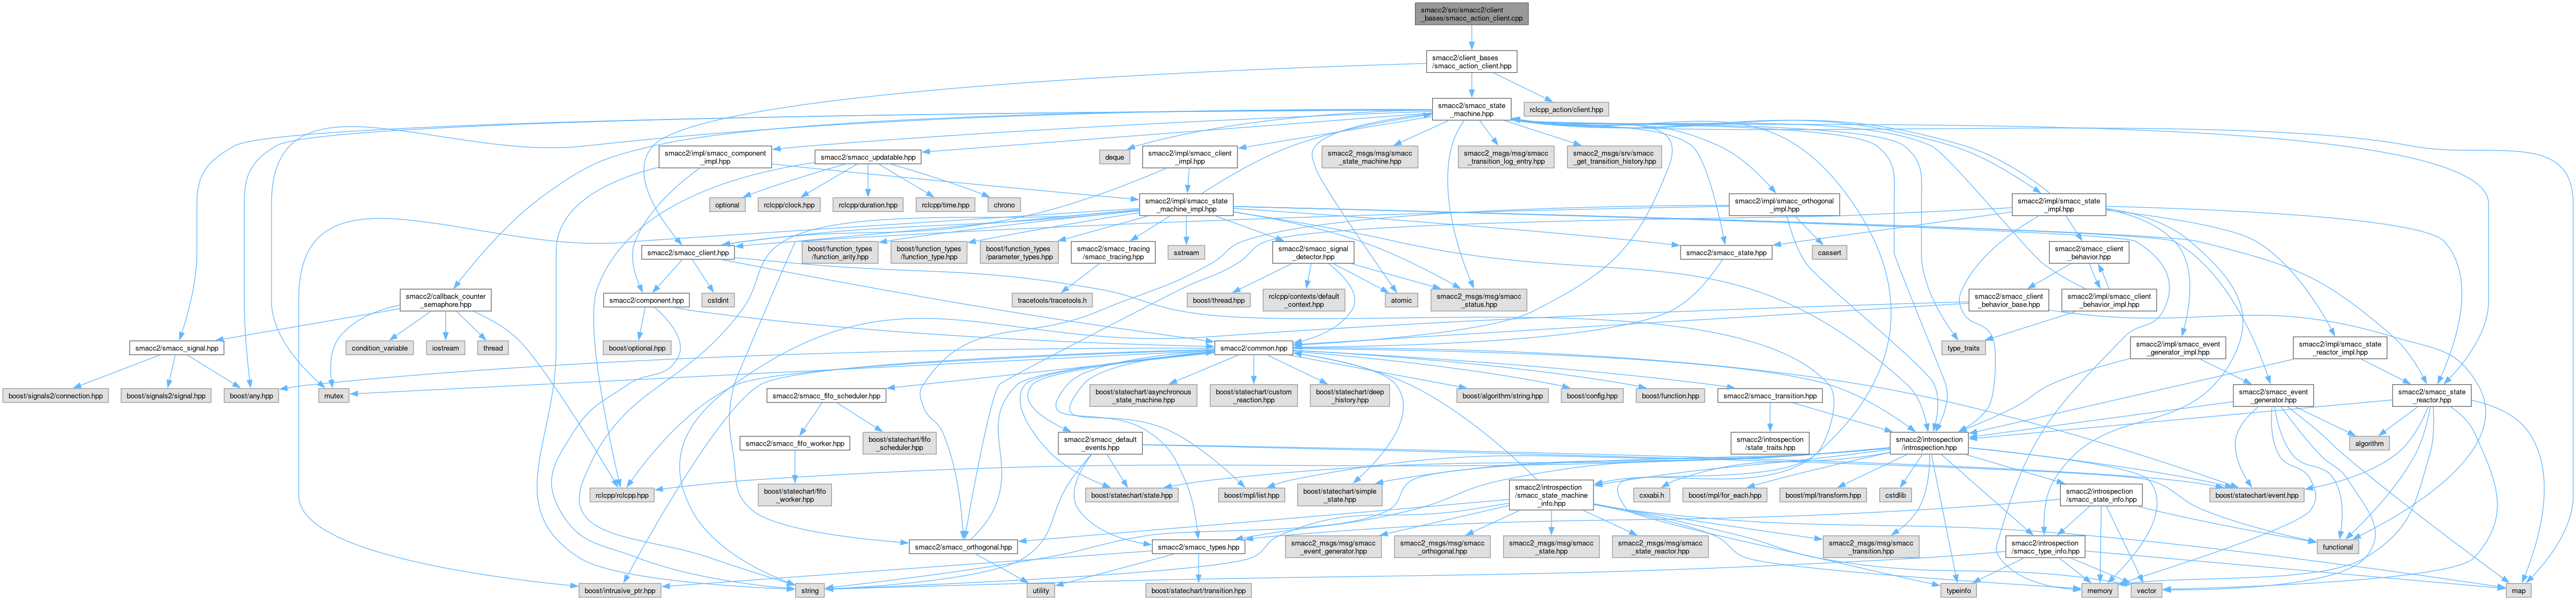 smacc2/src/smacc2/client
_bases/smacc_action_client.cpp
smacc2/client_bases
/smacc_action_client.hpp
smacc2/smacc_state
_machine.hpp
rclcpp_action/client.hpp
smacc2/impl/smacc_component
_impl.hpp
smacc2/smacc_updatable.hpp
deque
smacc2/impl/smacc_client
_impl.hpp
smacc2_msgs/msg/smacc
_state_machine.hpp
smacc2_msgs/msg/smacc
_transition_log_entry.hpp
smacc2_msgs/srv/smacc
_get_transition_history.hpp
optional
rclcpp/clock.hpp
rclcpp/duration.hpp
rclcpp/time.hpp
chrono
smacc2/impl/smacc_state
_machine_impl.hpp
smacc2/impl/smacc_orthogonal
_impl.hpp
smacc2/impl/smacc_state
_impl.hpp
smacc2/smacc_client.hpp
boost/function_types
/function_arity.hpp
boost/function_types
/function_type.hpp
boost/function_types
/parameter_types.hpp
smacc2/smacc_tracing
/smacc_tracing.hpp
sstream
smacc2/smacc_signal
_detector.hpp
smacc2/smacc_state.hpp
cassert
smacc2/smacc_client
_behavior.hpp
smacc2/callback_counter
_semaphore.hpp
smacc2/component.hpp
cstdint
tracetools/tracetools.h
boost/thread.hpp
rclcpp/contexts/default
_context.hpp
atomic
smacc2_msgs/msg/smacc
_status.hpp
smacc2/smacc_client
_behavior_base.hpp
smacc2/impl/smacc_client
_behavior_impl.hpp
smacc2/smacc_signal.hpp
condition_variable
iostream
thread
boost/optional.hpp
smacc2/common.hpp
type_traits
smacc2/impl/smacc_event
_generator_impl.hpp
smacc2/impl/smacc_state
_reactor_impl.hpp
boost/signals2/connection.hpp
boost/signals2/signal.hpp
boost/any.hpp
mutex
smacc2/smacc_fifo_scheduler.hpp
boost/statechart/asynchronous
_state_machine.hpp
boost/statechart/custom
_reaction.hpp
boost/statechart/deep
_history.hpp
boost/algorithm/string.hpp
boost/config.hpp
boost/function.hpp
smacc2/smacc_transition.hpp
smacc2/smacc_event
_generator.hpp
smacc2/smacc_state
_reactor.hpp
smacc2/smacc_fifo_worker.hpp
boost/statechart/fifo
_scheduler.hpp
smacc2/smacc_default
_events.hpp
smacc2/introspection
/state_traits.hpp
smacc2/introspection
/introspection.hpp
algorithm
rclcpp/rclcpp.hpp
boost/statechart/fifo
_worker.hpp
boost/statechart/state.hpp
boost/mpl/list.hpp
boost/statechart/simple
_state.hpp
smacc2/introspection
/smacc_state_machine
_info.hpp
cxxabi.h
boost/mpl/for_each.hpp
boost/mpl/transform.hpp
cstdlib
smacc2/introspection
/smacc_state_info.hpp
boost/statechart/event.hpp
smacc2/smacc_orthogonal.hpp
smacc2/smacc_types.hpp
smacc2_msgs/msg/smacc
_event_generator.hpp
smacc2_msgs/msg/smacc
_orthogonal.hpp
smacc2_msgs/msg/smacc
_state.hpp
smacc2_msgs/msg/smacc
_state_reactor.hpp
smacc2_msgs/msg/smacc
_transition.hpp
smacc2/introspection
/smacc_type_info.hpp
functional
boost/intrusive_ptr.hpp
string
utility
boost/statechart/transition.hpp
typeinfo
memory
vector
map